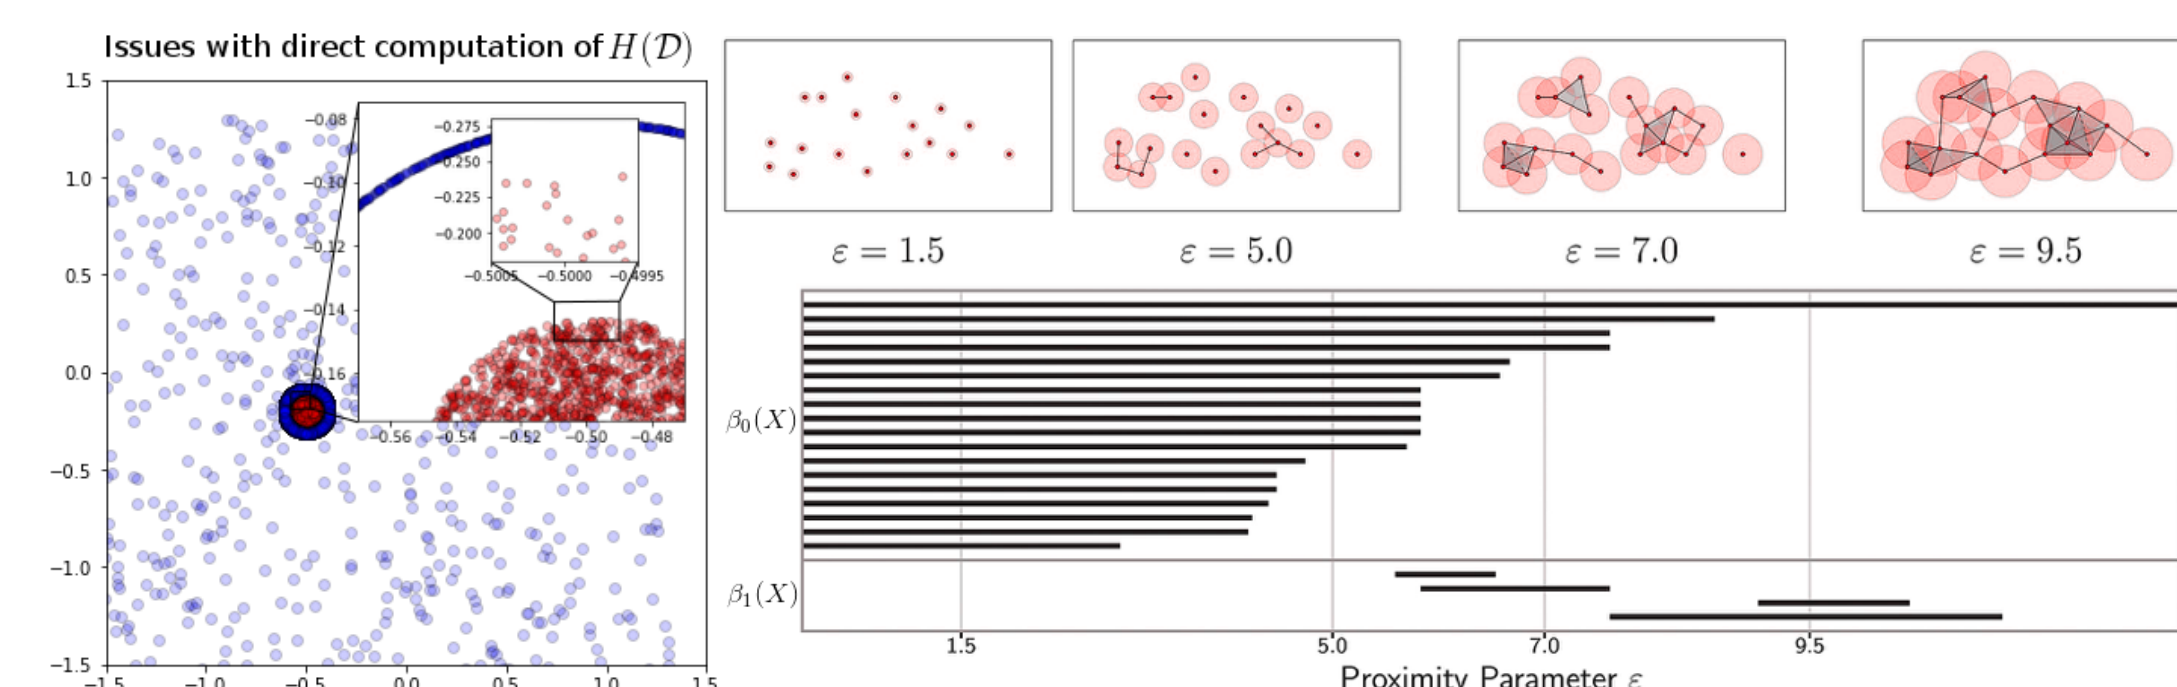 Issues with direct computation of H(𝒟)
1.5
1.0
0.5
0.0
−0.5
−1.0
−1.5
−1.5 −1.0 −0.5 0.0 0.5 1.0 1.5
−0.08
−0.10
−0.12
−0.14
−0.16
−0.56 −0.54 −0.52 −0.50 −0.48
−0.275
−0.250
−0.225
−0.200
−0.5005 −0.5000 −0.4995
ε = 1.5 ε = 5.0 ε = 7.0 ε = 9.5
β₀(X)
β₁(X)
1.5 5.0 7.0 9.5
Proximity Parameter ε